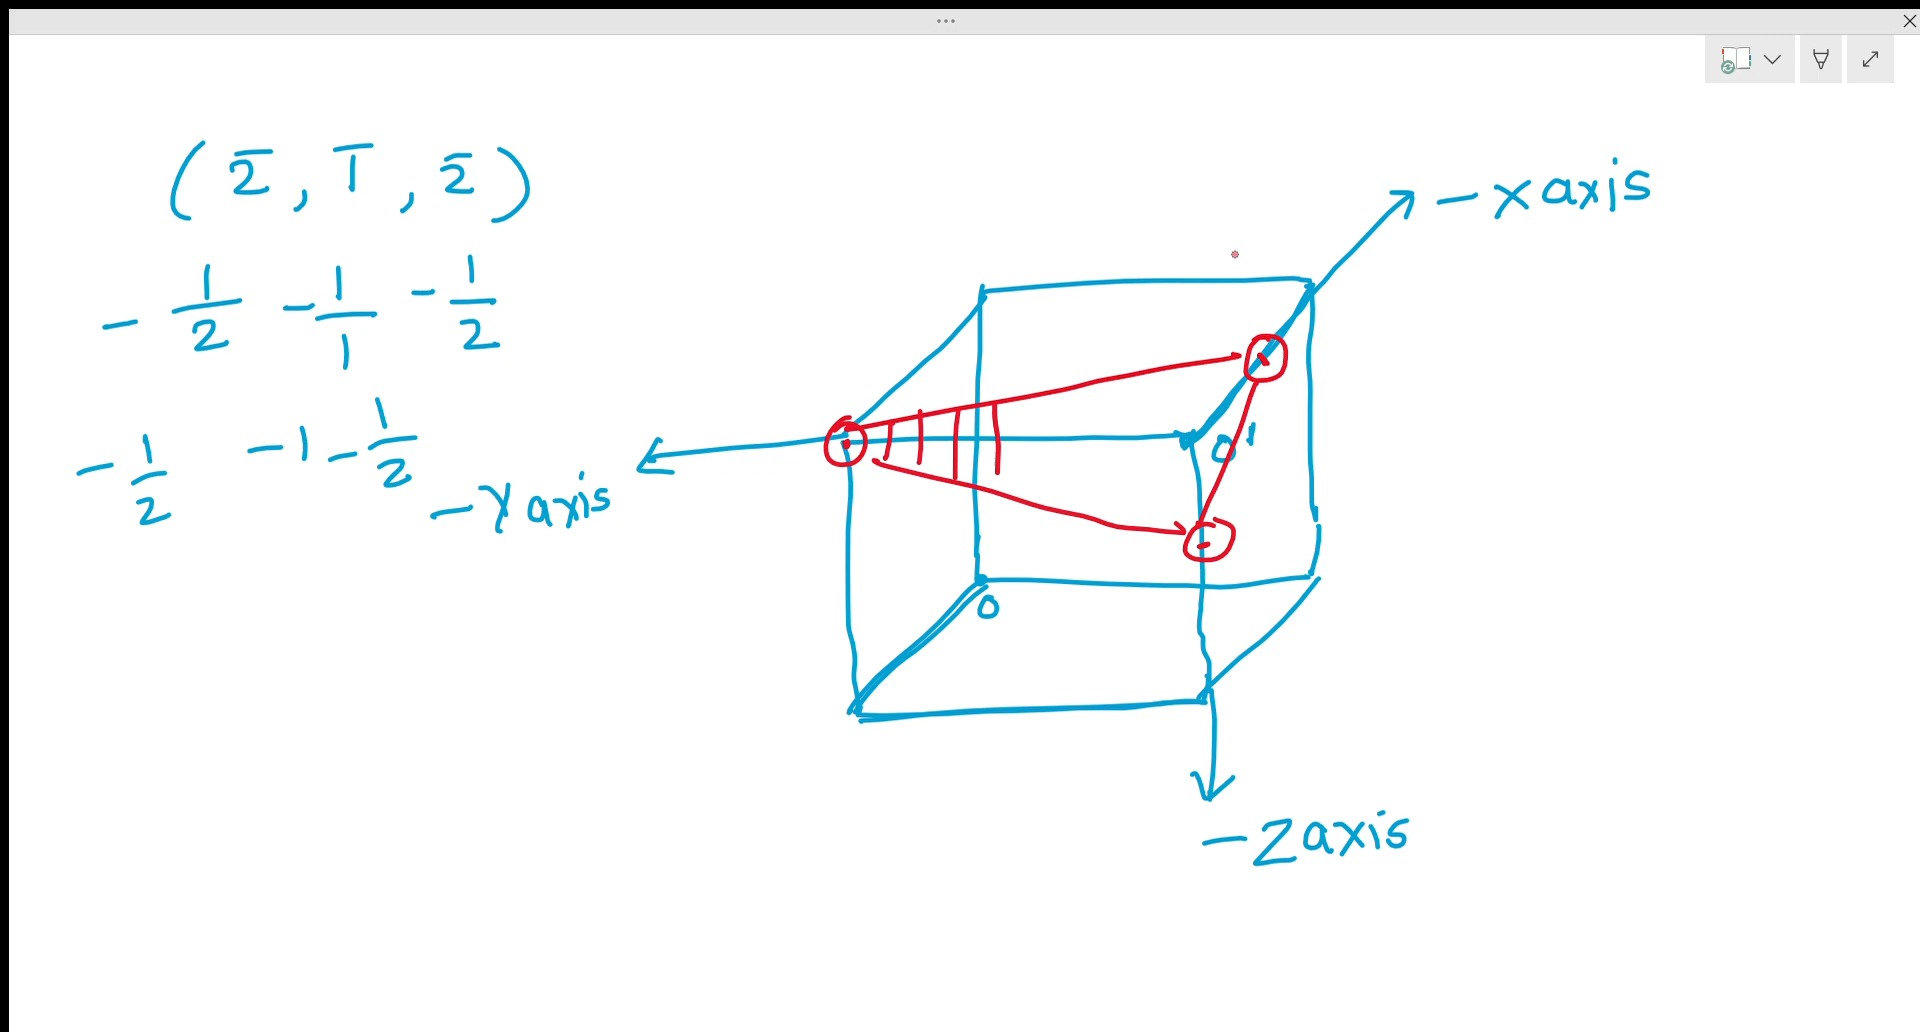 (2̅, 1̅, 2̅)
- 1/2 - 1/1 - 1/2
- 1/2 - 1 - 1/2
- x axis
- Y axis
O'
O
- Z axis